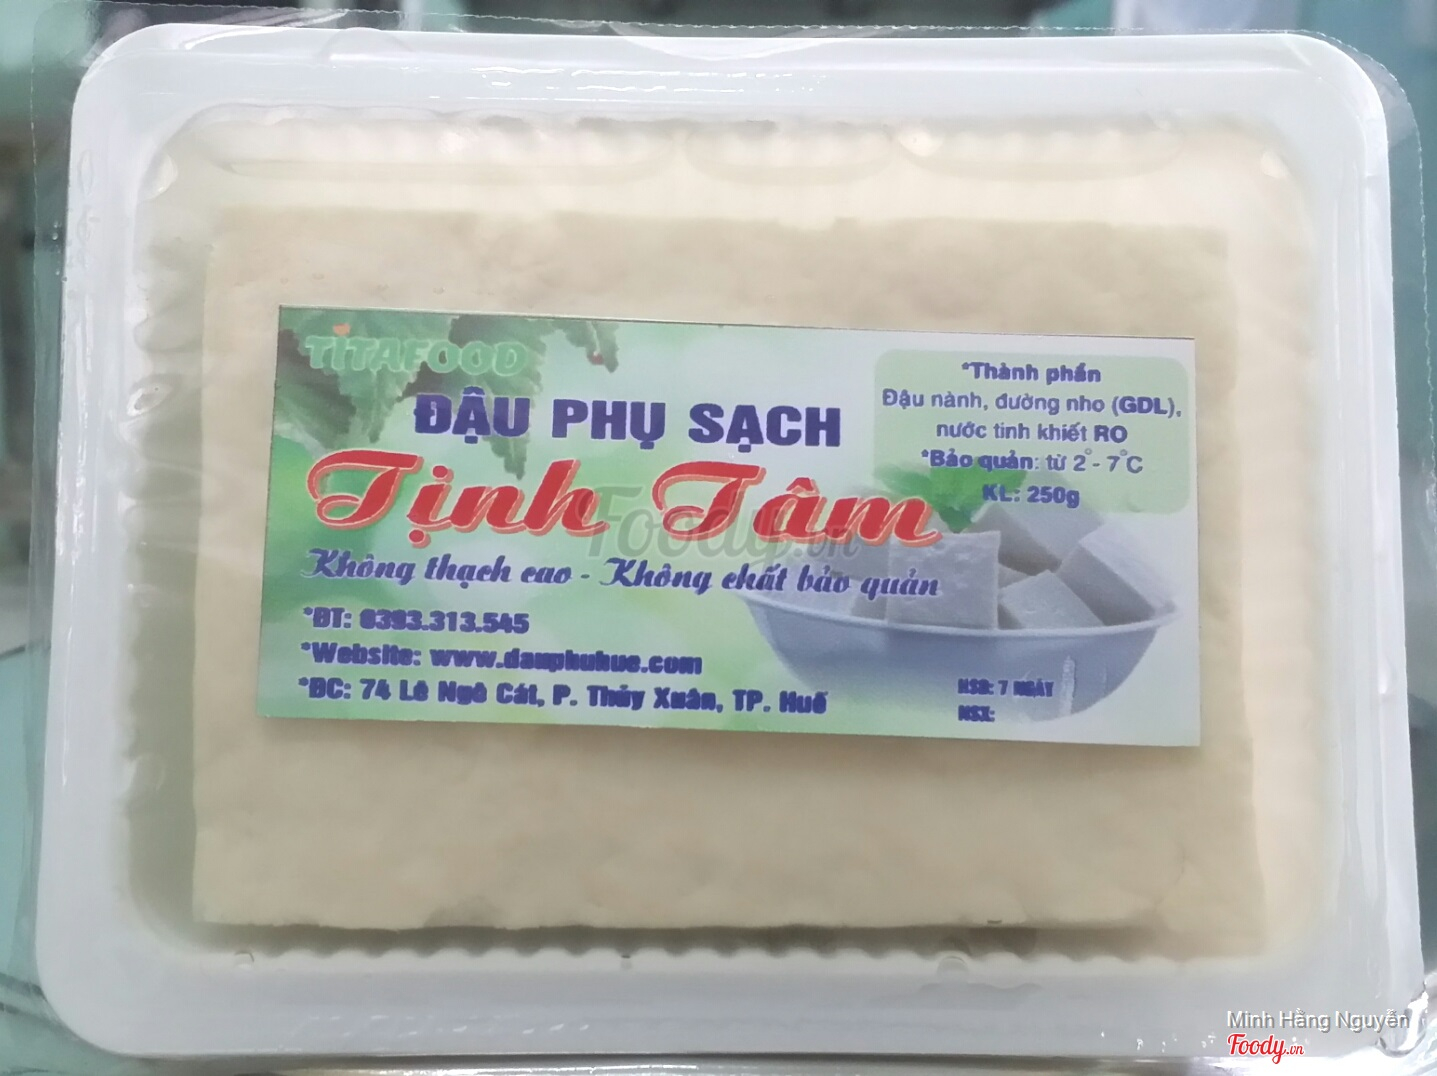 TITAFOOD
ĐẬU PHỤ SẠCH
Tịnh Tâm
Không thạch cao - Không chất bảo quản
*ĐT: 0393.313.545
*Website: www.dauphuhue.com
*ĐC: 74 Lê Ngô Cát, P. Thủy Xuân, TP. Huế
*Thành phần
Đậu nành, đường nho (GDL),
nước tinh khiết RO
*Bảo quản: từ 2° - 7°C
KL: 250g
HSD: 7 NGÀY
NSX:
Foody.vn
Minh Hằng Nguyễn
Foody.vn